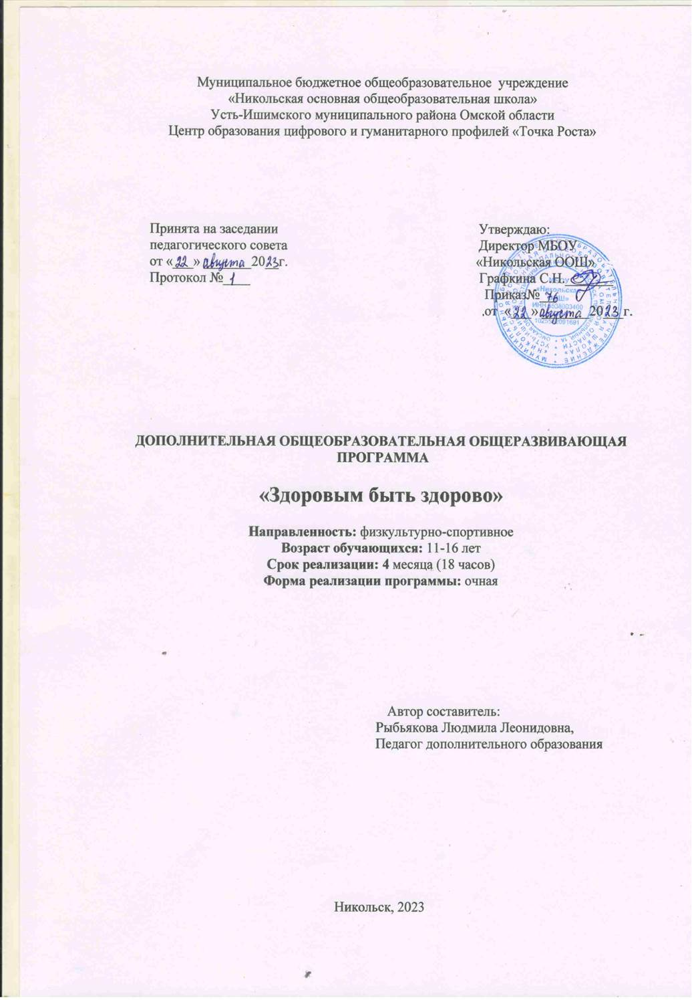 Муниципальное бюджетное общеобразовательное учреждение
«Никольская основная общеобразовательная школа»
Усть-Ишимского муниципального района Омской области
Центр образования цифрового и гуманитарного профилей «Точка Роста»
Принята на заседании
педагогического совета
от «22» августа 2023г.
Протокол № 1
Утверждаю:
Директор МБОУ
«Никольская ООШ»
Графкина С.Н.
Приказ№ 76
.от «22» августа 2023 г.
ДОПОЛНИТЕЛЬНАЯ ОБЩЕОБРАЗОВАТЕЛЬНАЯ ОБЩЕРАЗВИВАЮЩАЯ
ПРОГРАММА
«Здоровым быть здорово»
Направленность: физкультурно-спортивное
Возраст обучающихся: 11-16 лет
Срок реализации: 4 месяца (18 часов)
Форма реализации программы: очная
Автор составитель:
Рыбьякова Людмила Леонидовна,
Педагог дополнительного образования
Никольск, 2023